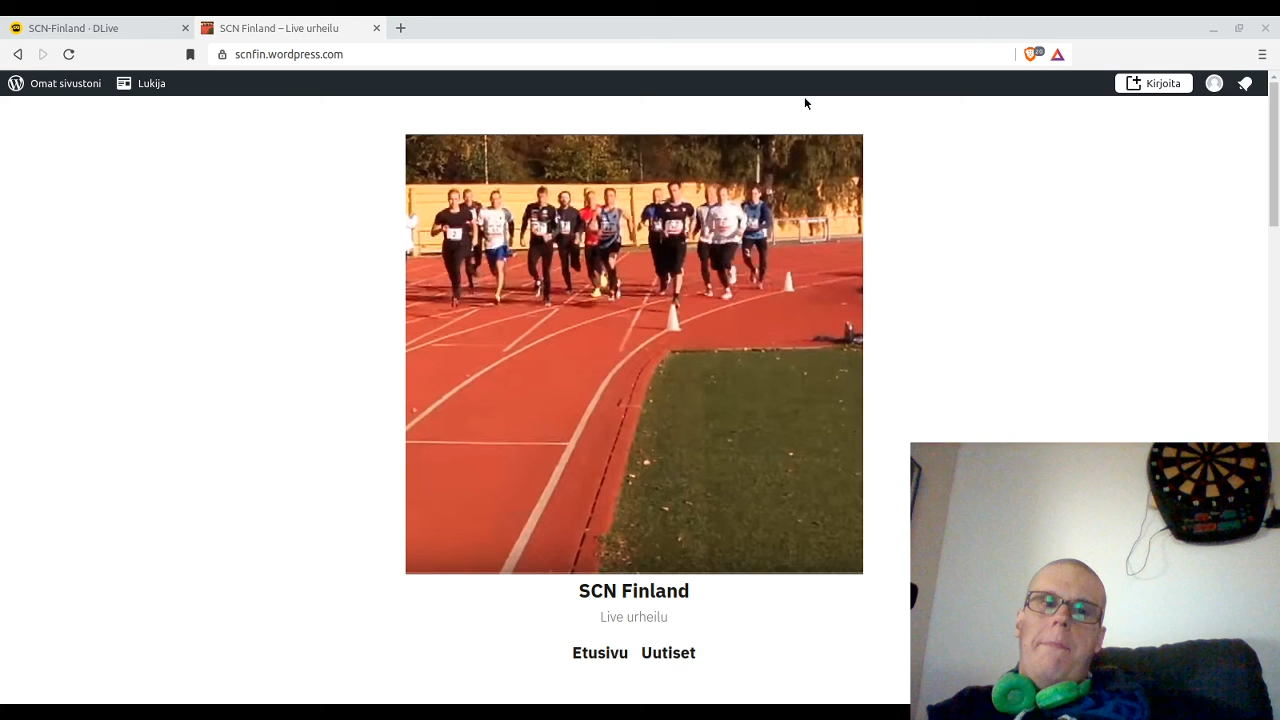 SCN-Finland · DLive
SCN Finland – Live urheilu
scnfin.wordpress.com
20
Omat sivustoni
Lukija
Kirjoita
SCN Finland
Live urheilu
Etusivu Uutiset